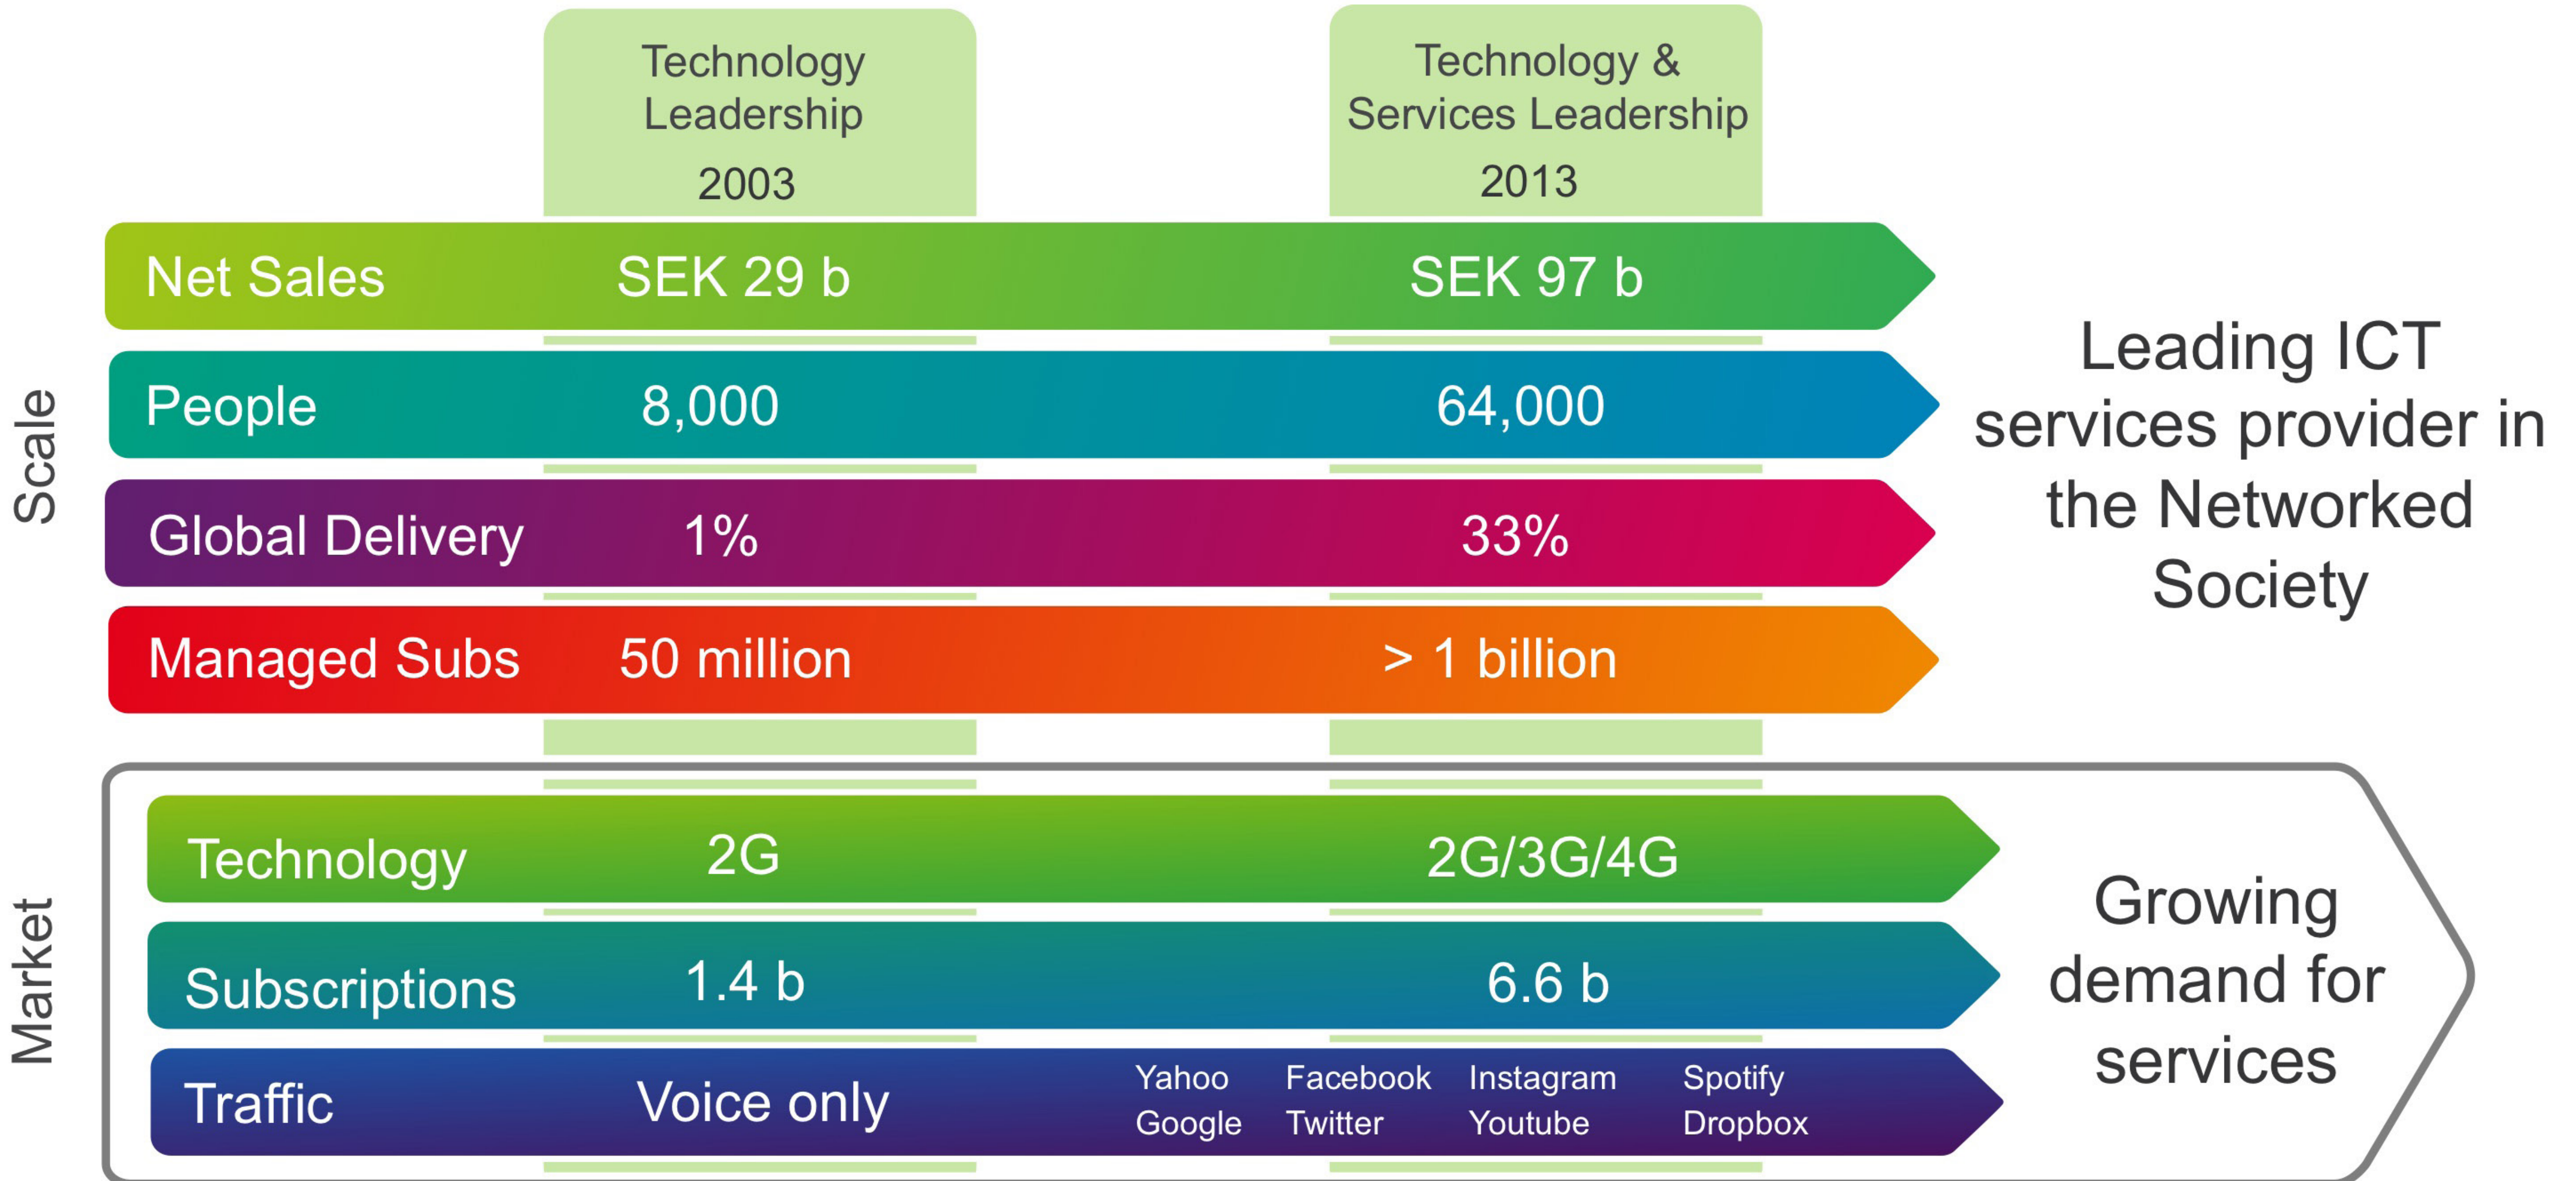 Technology
Leadership
2003
Technology &
Services Leadership
2013
Scale
Net Sales SEK 29 b SEK 97 b
People 8,000 64,000
Global Delivery 1% 33%
Managed Subs 50 million > 1 billion
Leading ICT
services provider in
the Networked
Society
Market
Technology 2G 2G/3G/4G
Subscriptions 1.4 b 6.6 b
Traffic Voice only
Yahoo Facebook Instagram Spotify
Google Twitter Youtube Dropbox
Growing
demand for
services